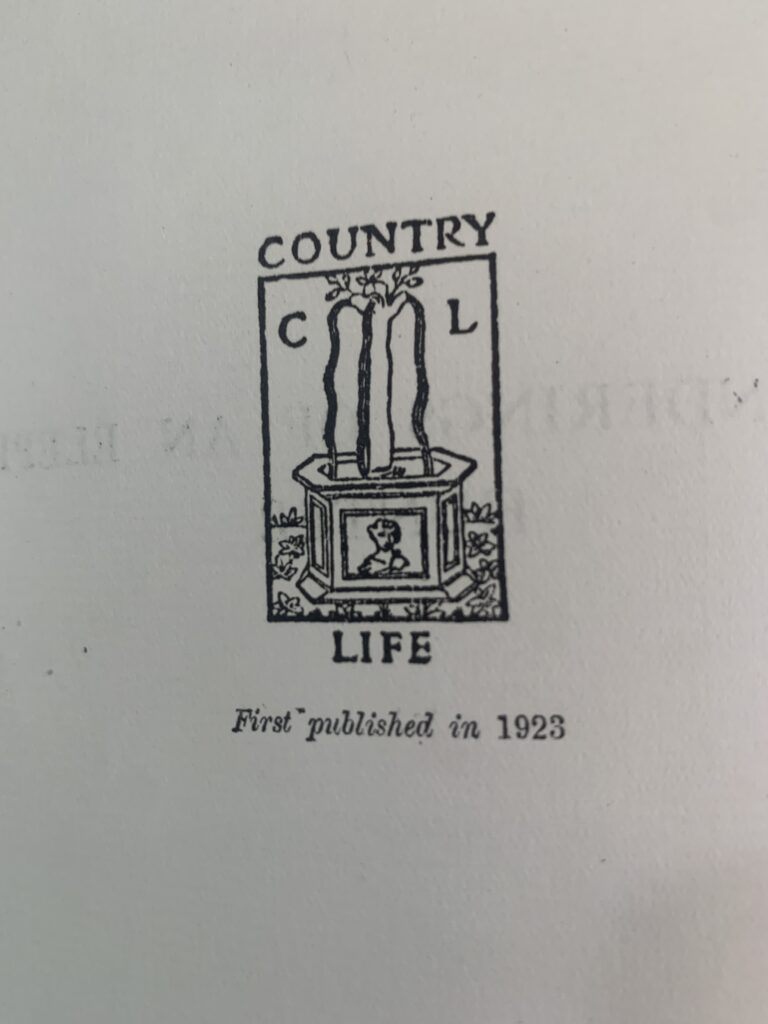 COUNTRY
C L
LIFE
First published in 1923